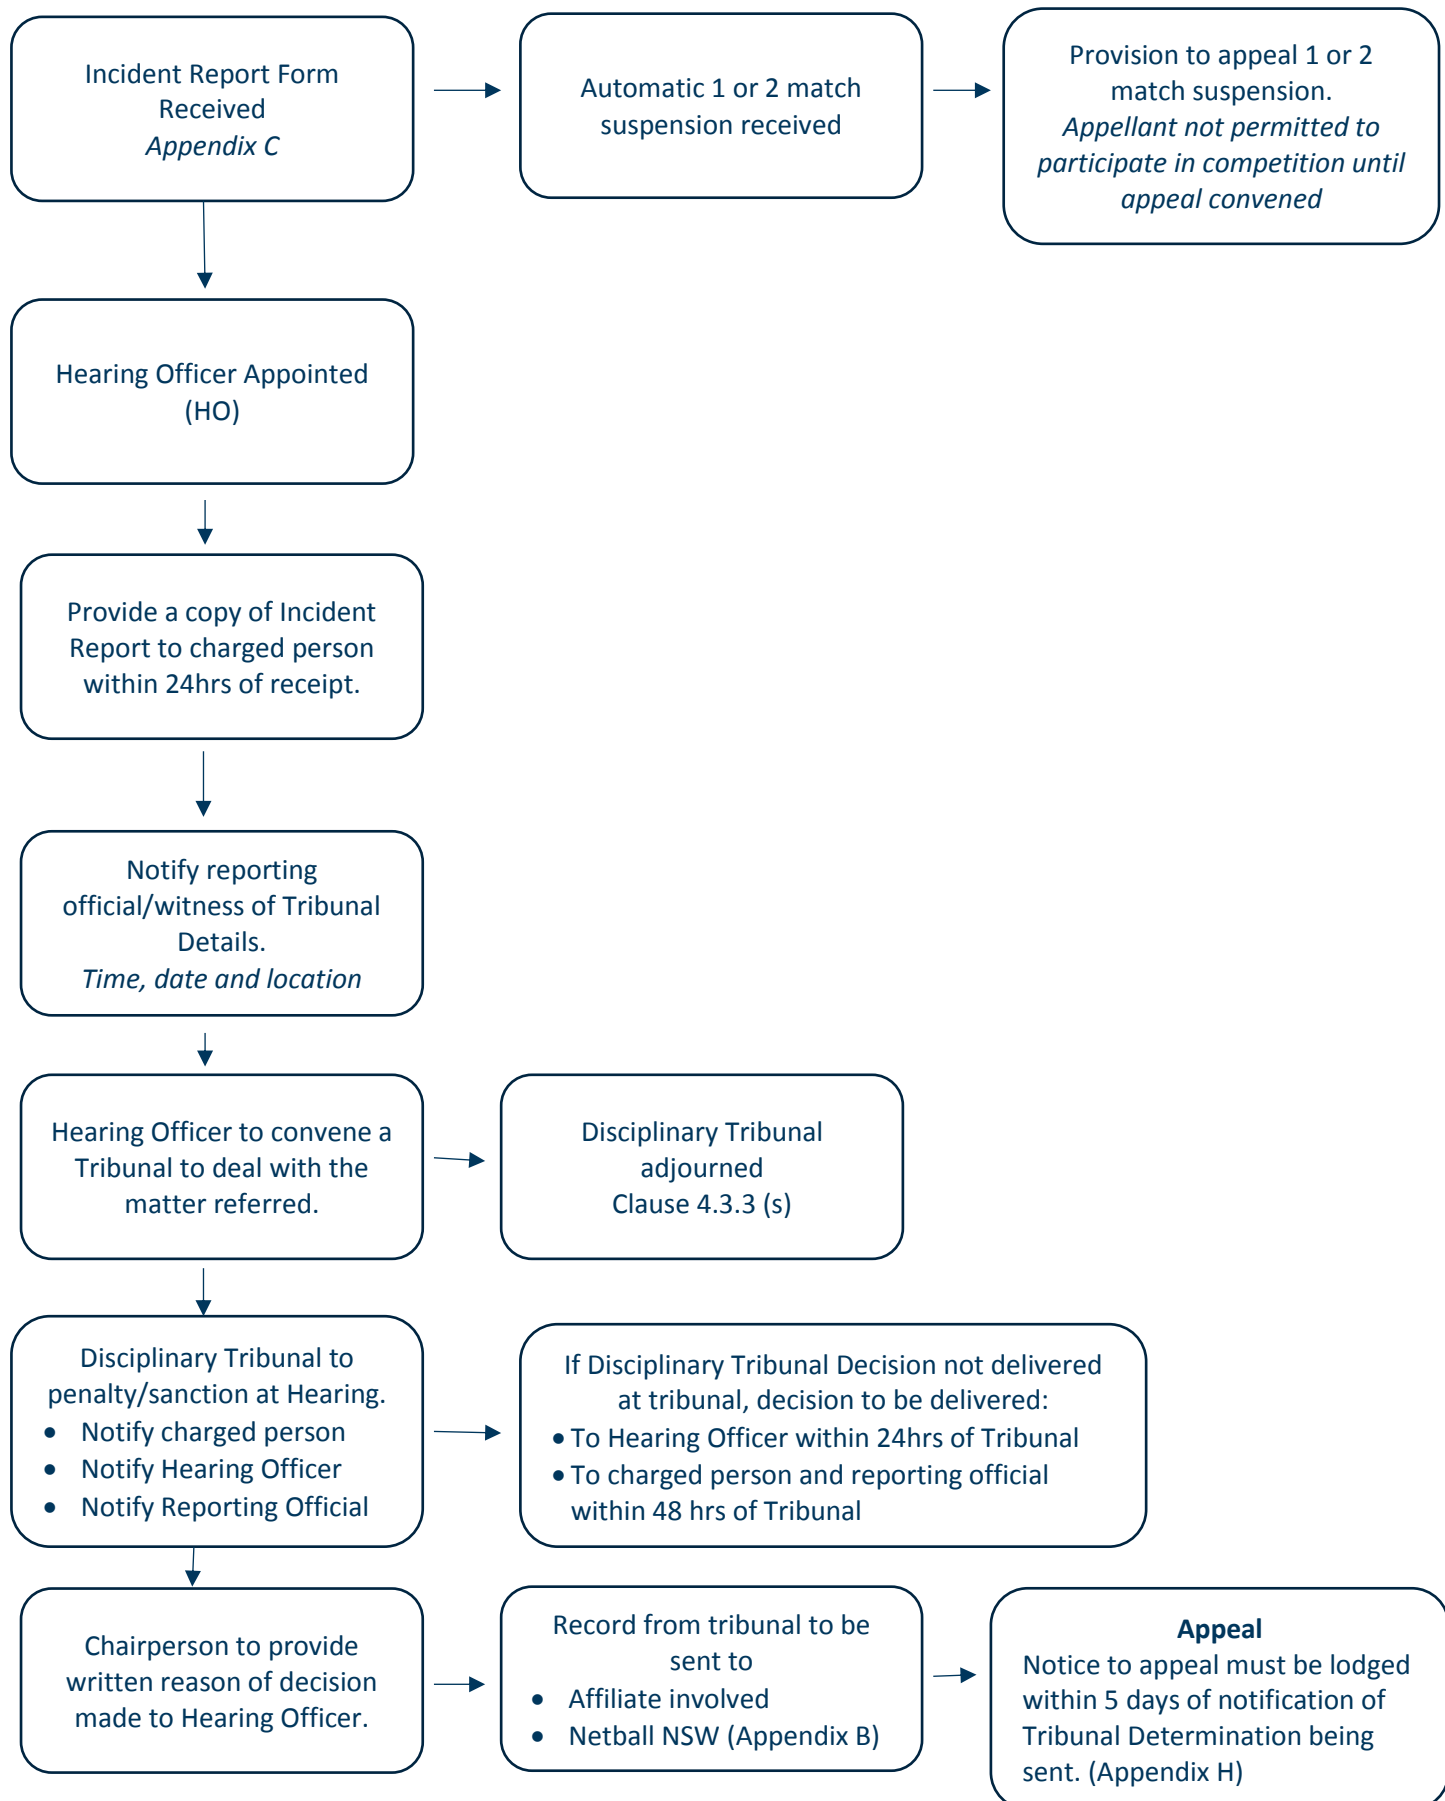 Incident Report Form
Received
Appendix C
Automatic 1 or 2 match
suspension received
Provision to appeal 1 or 2
match suspension.
Appellant not permitted to
participate in competition until
appeal convened
Hearing Officer Appointed
(HO)
Provide a copy of Incident
Report to charged person
within 24hrs of receipt.
Notify reporting
official/witness of Tribunal
Details.
Time, date and location
Hearing Officer to convene a
Tribunal to deal with the
matter referred.
Disciplinary Tribunal
adjourned
Clause 4.3.3 (s)
Disciplinary Tribunal to
penalty/sanction at Hearing.
• Notify charged person
• Notify Hearing Officer
• Notify Reporting Official
If Disciplinary Tribunal Decision not delivered
at tribunal, decision to be delivered:
• To Hearing Officer within 24hrs of Tribunal
• To charged person and reporting official
within 48 hrs of Tribunal
Chairperson to provide
written reason of decision
made to Hearing Officer.
Record from tribunal to be
sent to
• Affiliate involved
• Netball NSW (Appendix B)
Appeal
Notice to appeal must be lodged
within 5 days of notification of
Tribunal Determination being
sent. (Appendix H)